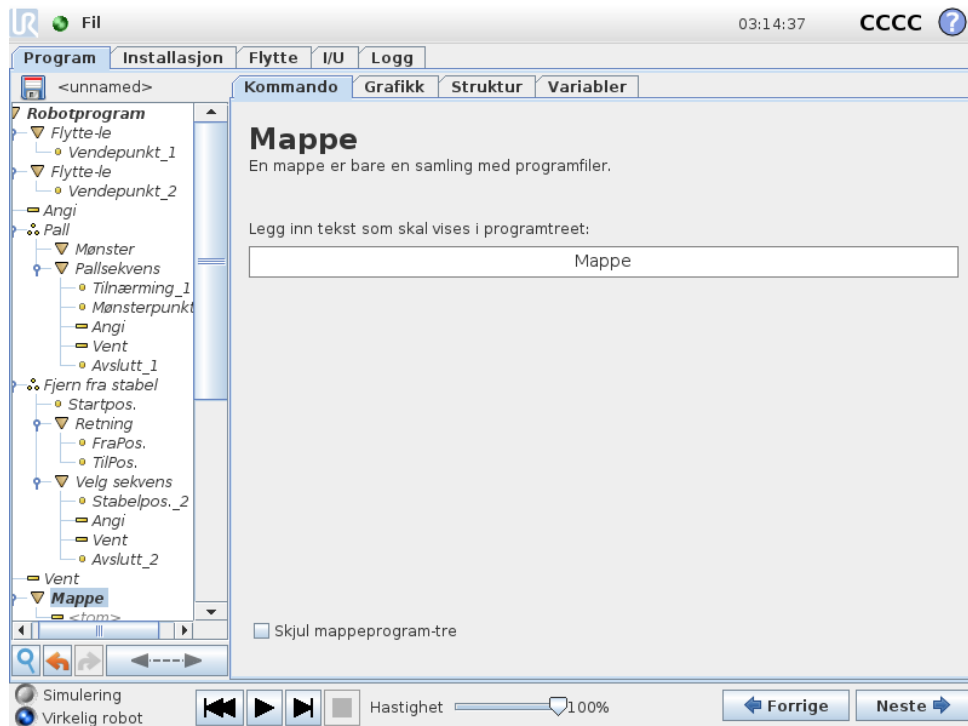 UR Fil 03:14:37 CCCC ?
Program Installasjon Flytte I/U Logg
<unnamed>
Kommando Grafikk Struktur Variabler
Robotprogram
Flytte-le
Vendepunkt_1
Flytte-le
Vendepunkt_2
Angi
Pall
Mønster
Pallsekvens
Tilnærming_1
Mønsterpunkt
Angi
Vent
Avslutt_1
Fjern fra stabel
Startpos.
Retning
FraPos.
TilPos.
Velg sekvens
Stabelpos._2
Angi
Vent
Avslutt_2
Vent
Mappe
<tom>
Mappe
En mappe er bare en samling med programfiler.
Legg inn tekst som skal vises i programtreet:
Mappe
Skjul mappeprogram-tre
Simulering
Virkelig robot
Hastighet 100%
Forrige Neste